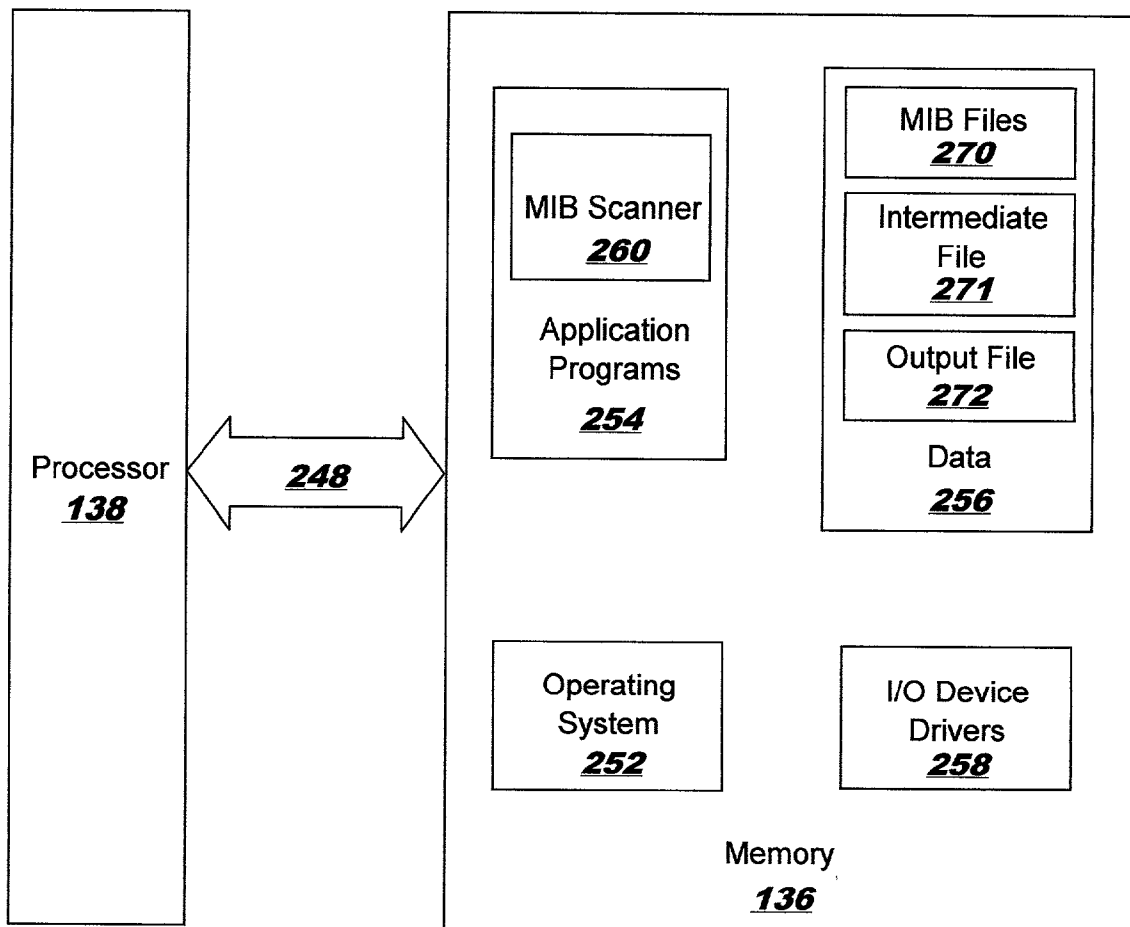 Processor
138
248
MIB Scanner
260
Application
Programs
254
MIB Files
270
Intermediate
File
271
Output File
272
Data
256
Operating
System
252
I/O Device
Drivers
258
Memory
136